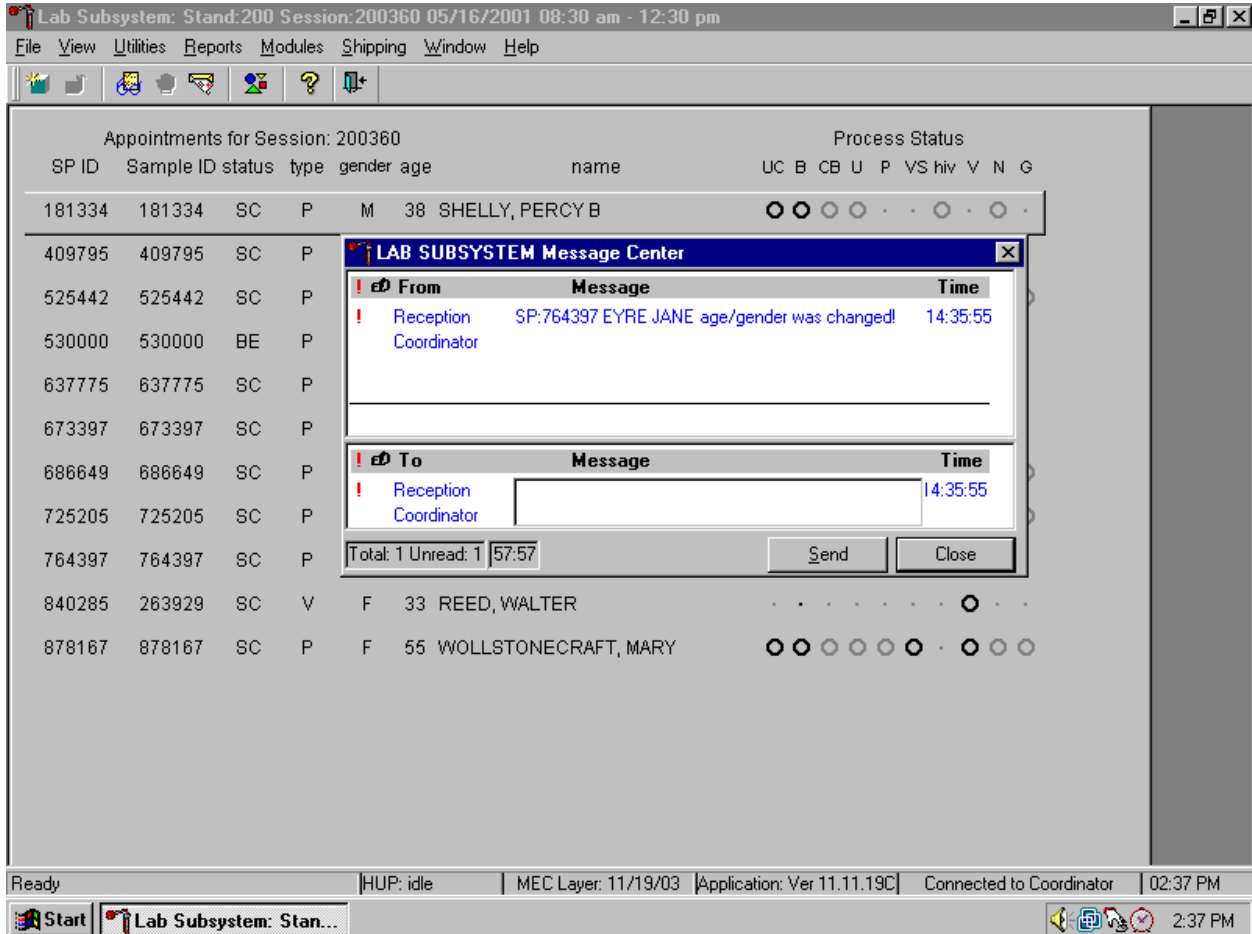 Lab Subsystem: Stand:200 Session:200360 05/16/2001 08:30 am - 12:30 pm
File View Utilities Reports Modules Shipping Window Help
Appointments for Session: 200360 Process Status
SP ID Sample ID status type gender age name UC B CB U P VS hiv V N G
181334 181334 SC P M 38 SHELLY, PERCY B
409795 409795 SC P
525442 525442 SC P
530000 530000 BE P
637775 637775 SC P
673397 673397 SC P
686649 686649 SC P
725205 725205 SC P
764397 764397 SC P
840285 263929 SC V F 33 REED, WALTER
878167 878167 SC P F 55 WOLLSTONECRAFT, MARY
LAB SUBSYSTEM Message Center
! From Message Time
! Reception SP:764397 EYRE JANE age/gender was changed! 14:35:55
Coordinator
! To Message Time
! Reception 14:35:55
Coordinator
Total: 1 Unread: 1 57:57 Send Close
Ready HUP: idle MEC Layer: 11/19/03 Application: Ver 11.11.19C Connected to Coordinator 02:37 PM
Start Lab Subsystem: Stan... 2:37 PM